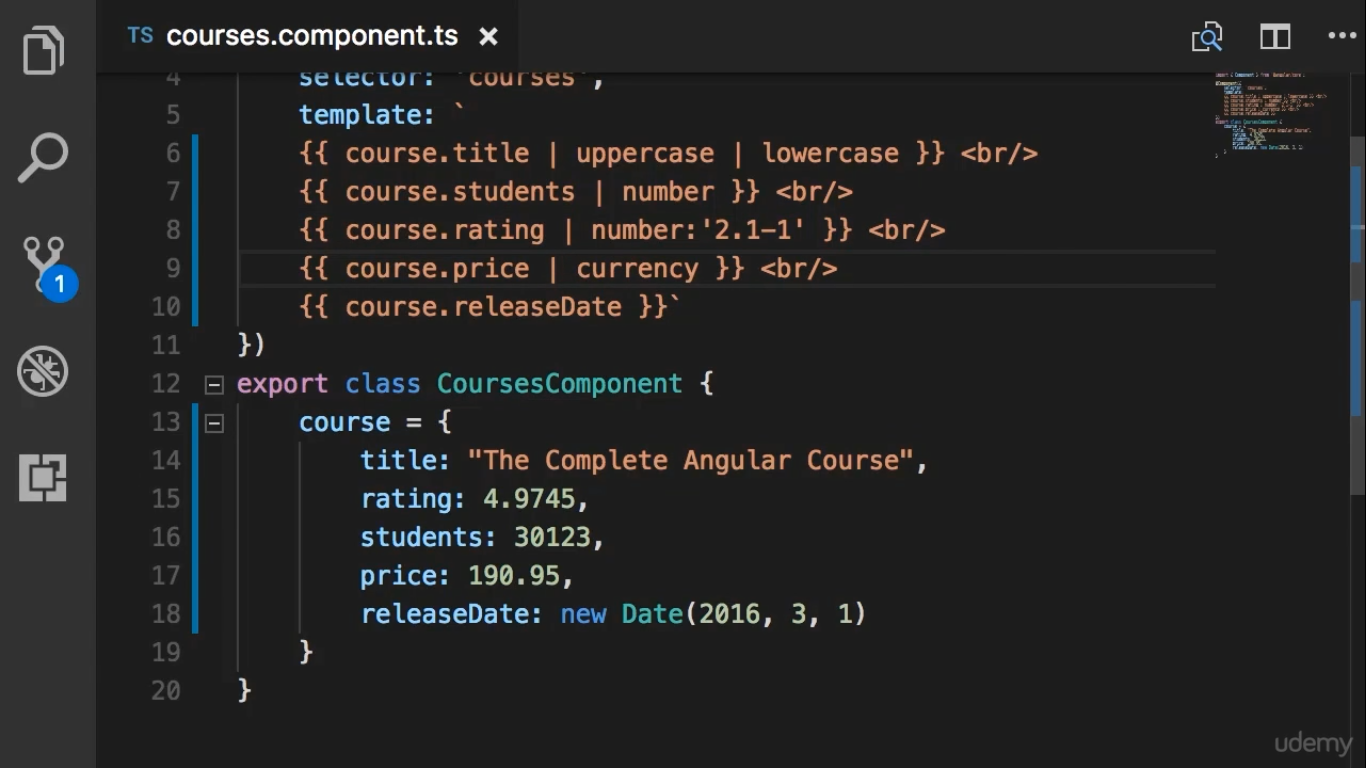 TS courses.component.ts ×
4 selector: `courses`,
5 template: `
6 {{ course.title | uppercase | lowercase }} <br/>
7 {{ course.students | number }} <br/>
8 {{ course.rating | number:'2.1-1' }} <br/>
9 {{ course.price | currency }} <br/>
10 {{ course.releaseDate }}`
11 })
12 export class CoursesComponent {
13 course = {
14 title: "The Complete Angular Course",
15 rating: 4.9745,
16 students: 30123,
17 price: 190.95,
18 releaseDate: new Date(2016, 3, 1)
19 }
20 }
1
udemy